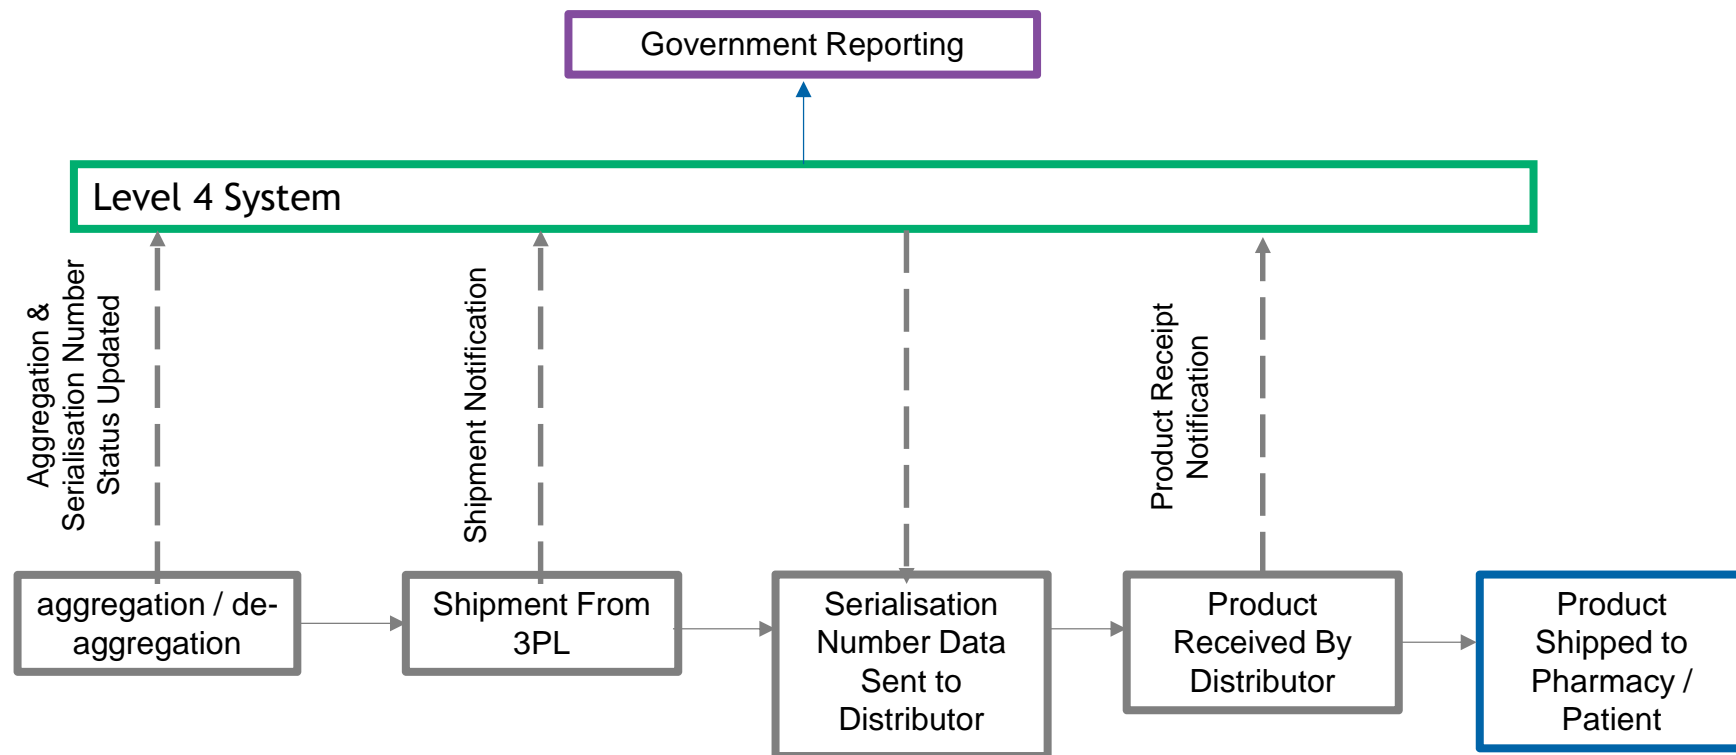 Government Reporting
Level 4 System
Aggregation &
Serialisation Number
Status Updated
Shipment Notification
Product Receipt
Notification
aggregation / de-
aggregation
Shipment From
3PL
Serialisation
Number Data
Sent to
Distributor
Product
Received By
Distributor
Product
Shipped to
Pharmacy /
Patient